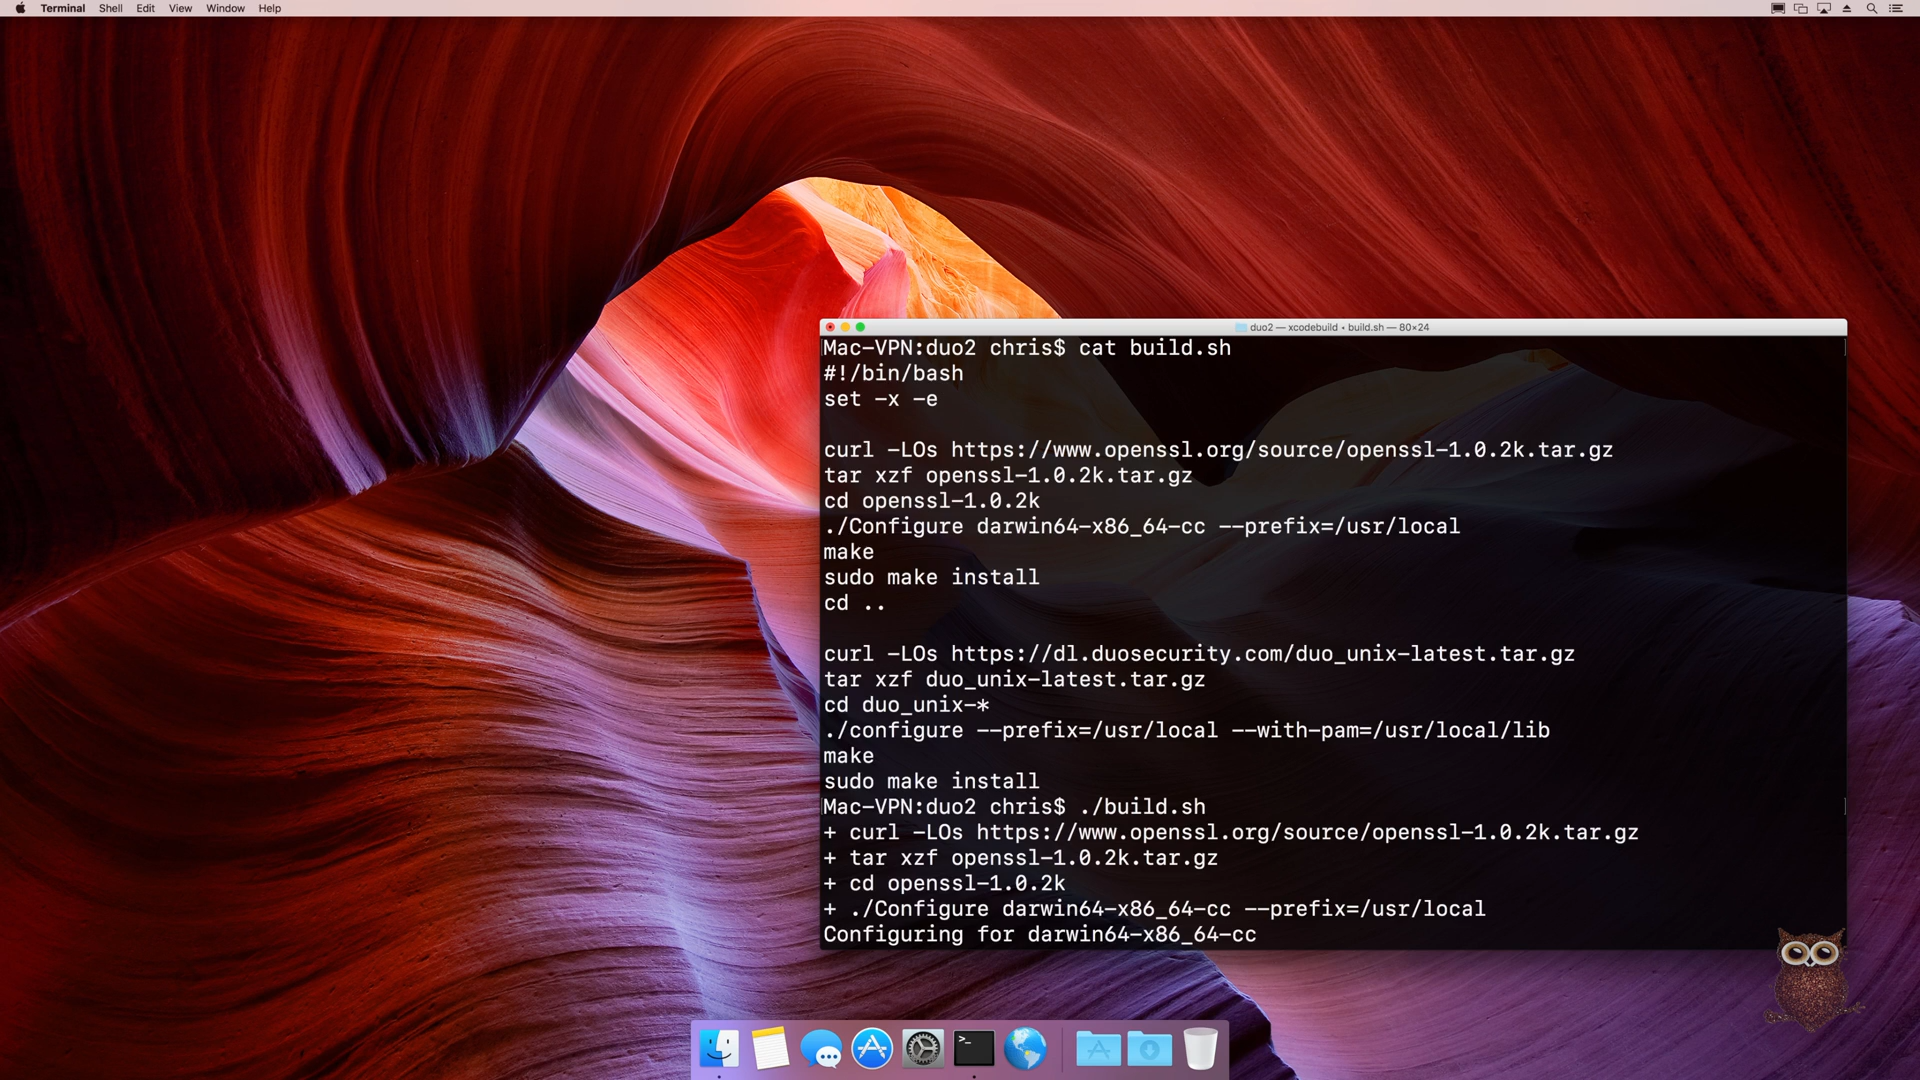 Terminal Shell Edit View Window Help
duo2 — xcodebuild • build.sh — 80×24
Mac-VPN:duo2 chris$ cat build.sh
#!/bin/bash
set -x -e
curl -LOs https://www.openssl.org/source/openssl-1.0.2k.tar.gz
tar xzf openssl-1.0.2k.tar.gz
cd openssl-1.0.2k
./Configure darwin64-x86_64-cc --prefix=/usr/local
make
sudo make install
cd ..
curl -LOs https://dl.duosecurity.com/duo_unix-latest.tar.gz
tar xzf duo_unix-latest.tar.gz
cd duo_unix-*
./configure --prefix=/usr/local --with-pam=/usr/local/lib
make
sudo make install
Mac-VPN:duo2 chris$ ./build.sh
+ curl -LOs https://www.openssl.org/source/openssl-1.0.2k.tar.gz
+ tar xzf openssl-1.0.2k.tar.gz
+ cd openssl-1.0.2k
+ ./Configure darwin64-x86_64-cc --prefix=/usr/local
Configuring for darwin64-x86_64-cc